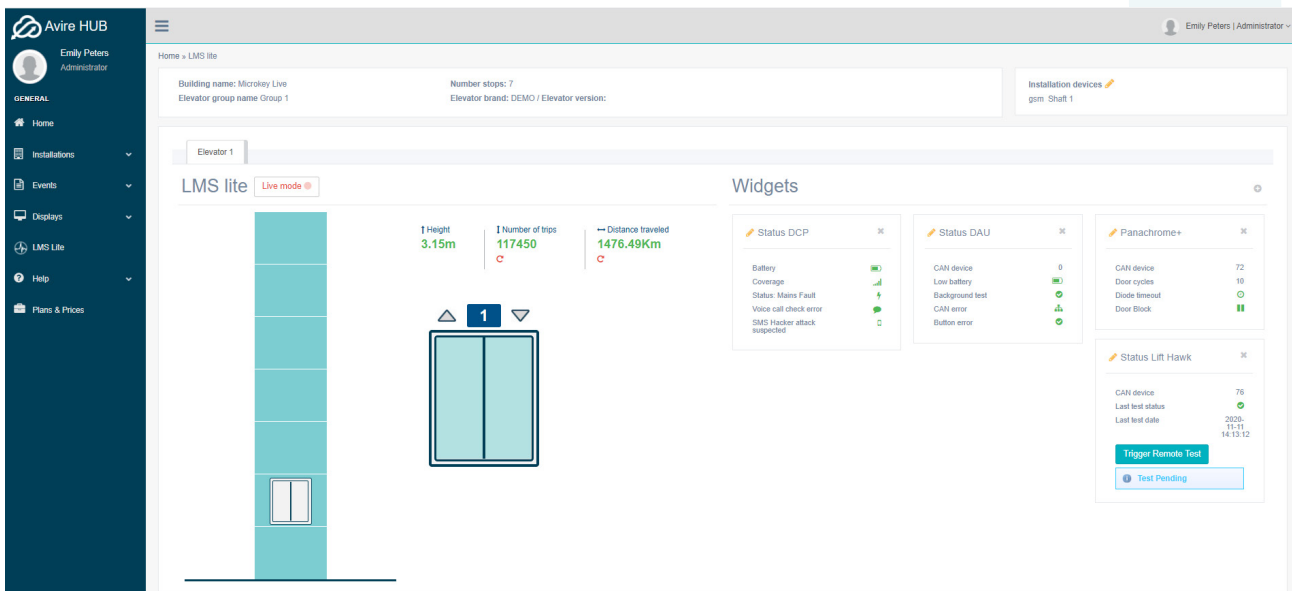 Avire HUB
Emily Peters
Administrator
GENERAL
Home
Installations
Events
Displays
LMS Lite
Help
Plans & Prices
Emily Peters | Administrator
Home » LMS lite
Building name: Microkey Live
Number stops: 7
Elevator group name Group 1
Elevator brand: DEMO / Elevator version:
Installation devices
gsm Shaft 1
Elevator 1
LMS lite
Live mode
Height
3.15m
Number of trips
117450
Distance traveled
1476.49Km
1
Widgets
Status DCP
Battery
Coverage
Status: Mains Fault
Voice call check error
SMS Hacker attack
suspected
Status DAU
CAN device 0
Low battery
Background test
CAN error
Button error
Panachrome+
CAN device 72
Door cycles 10
Diode timeout
Door Block
Status Lift Hawk
CAN device 76
Last test status
Last test date 2020-
11-11
14:13:12
Trigger Remote Test
Test Pending